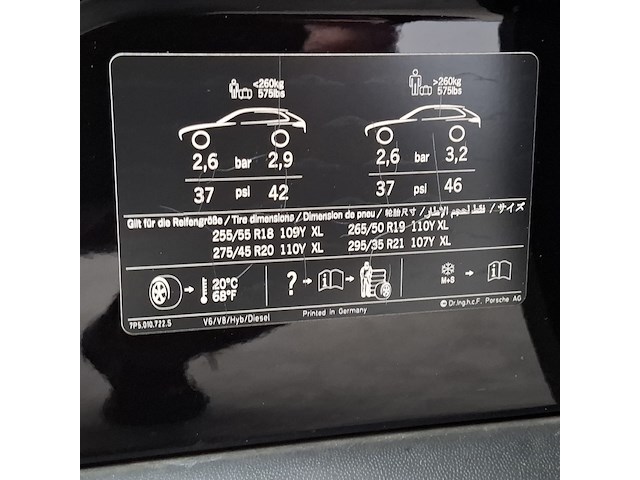 <260kg >260kg
575lbs 575lbs
2,6 bar 2,9 2,6 bar 3,2
37 psi 42 37 psi 46
Gilt für die Reifengröße / Tire dimensions / Dimension de pneu / 轮胎尺寸 / فقط لحجم الإطار / サイズ
255/55 R18 109Y XL 265/50 R19 110Y XL
275/45 R20 110Y XL 295/35 R21 107Y XL
20°C
68°F
? i i
M+S
7P5.010.722.S V6/V8/Hyb/Diesel Printed in Germany © Dr.Ing.h.c.F. Porsche AG